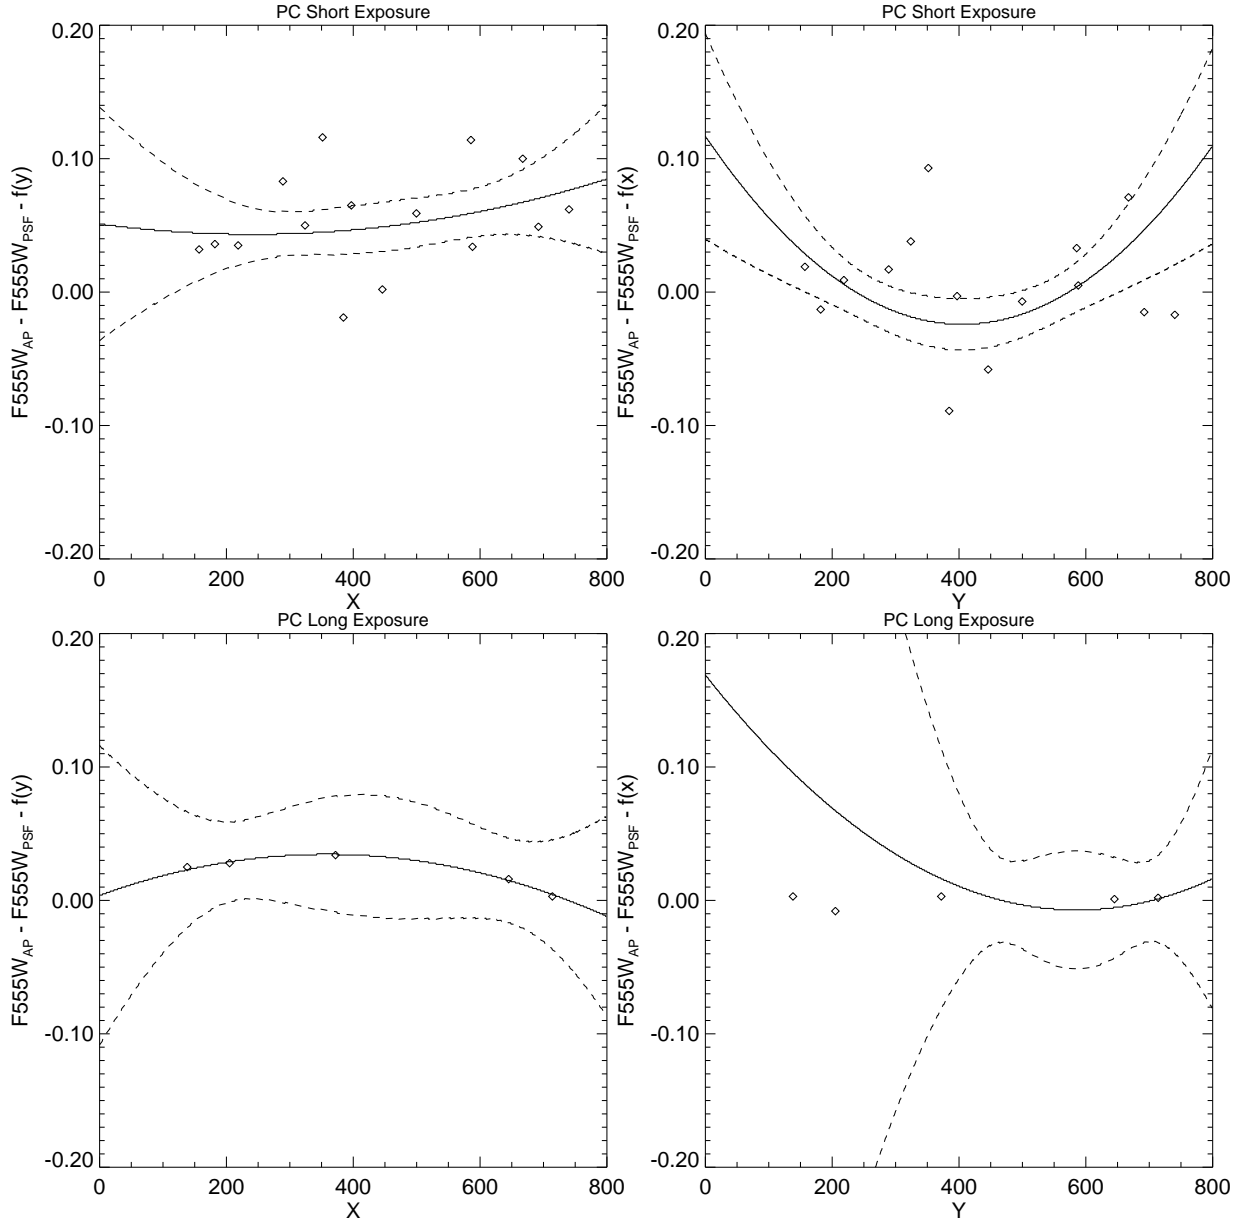 PC Short Exposure
0.20
0.10
0.00
-0.10
-0.20
F555W_AP - F555W_PSF - f(y)
0 200 400 600 800
X
PC Short Exposure
0.20
0.10
0.00
-0.10
-0.20
F555W_AP - F555W_PSF - f(x)
0 200 400 600 800
Y
PC Long Exposure
0.20
0.10
0.00
-0.10
-0.20
F555W_AP - F555W_PSF - f(y)
0 200 400 600 800
X
PC Long Exposure
0.20
0.10
0.00
-0.10
-0.20
F555W_AP - F555W_PSF - f(x)
0 200 400 600 800
Y